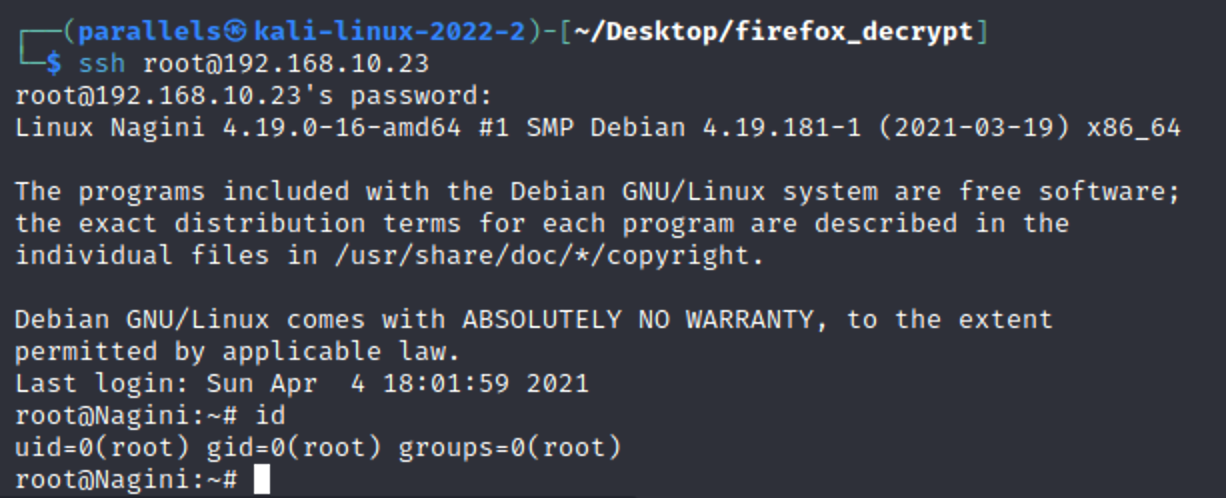 ┌──(parallels㉿kali-linux-2022-2)-[~/Desktop/firefox_decrypt]
└─$ ssh root@192.168.10.23
root@192.168.10.23's password:
Linux Nagini 4.19.0-16-amd64 #1 SMP Debian 4.19.181-1 (2021-03-19) x86_64

The programs included with the Debian GNU/Linux system are free software;
the exact distribution terms for each program are described in the
individual files in /usr/share/doc/*/copyright.

Debian GNU/Linux comes with ABSOLUTELY NO WARRANTY, to the extent
permitted by applicable law.
Last login: Sun Apr  4 18:01:59 2021
root@Nagini:~# id
uid=0(root) gid=0(root) groups=0(root)
root@Nagini:~#